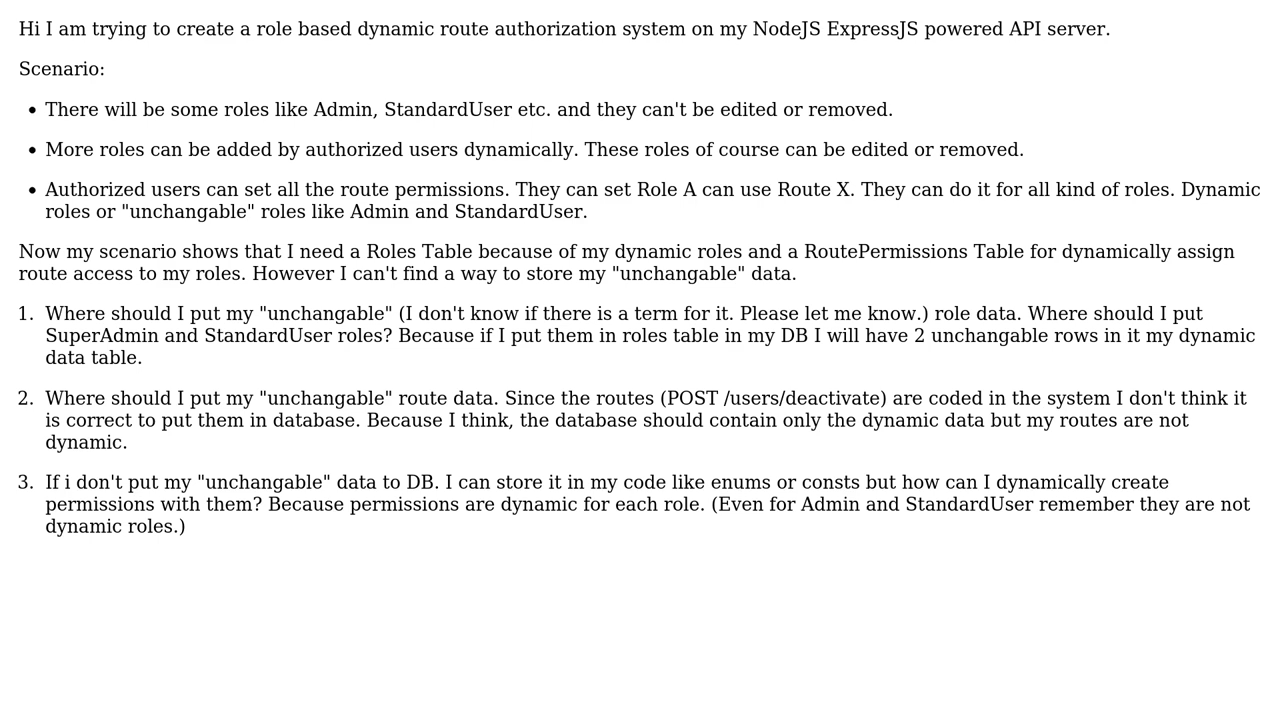 Hi I am trying to create a role based dynamic route authorization system on my NodeJS ExpressJS powered API server.
Scenario:
• There will be some roles like Admin, StandardUser etc. and they can't be edited or removed.
• More roles can be added by authorized users dynamically. These roles of course can be edited or removed.
• Authorized users can set all the route permissions. They can set Role A can use Route X. They can do it for all kind of roles. Dynamic
roles or "unchangable" roles like Admin and StandardUser.
Now my scenario shows that I need a Roles Table because of my dynamic roles and a RoutePermissions Table for dynamically assign
route access to my roles. However I can't find a way to store my "unchangable" data.
1. Where should I put my "unchangable" (I don't know if there is a term for it. Please let me know.) role data. Where should I put
SuperAdmin and StandardUser roles? Because if I put them in roles table in my DB I will have 2 unchangable rows in it my dynamic
data table.
2. Where should I put my "unchangable" route data. Since the routes (POST /users/deactivate) are coded in the system I don't think it
is correct to put them in database. Because I think, the database should contain only the dynamic data but my routes are not
dynamic.
3. If i don't put my "unchangable" data to DB. I can store it in my code like enums or consts but how can I dynamically create
permissions with them? Because permissions are dynamic for each role. (Even for Admin and StandardUser remember they are not
dynamic roles.)